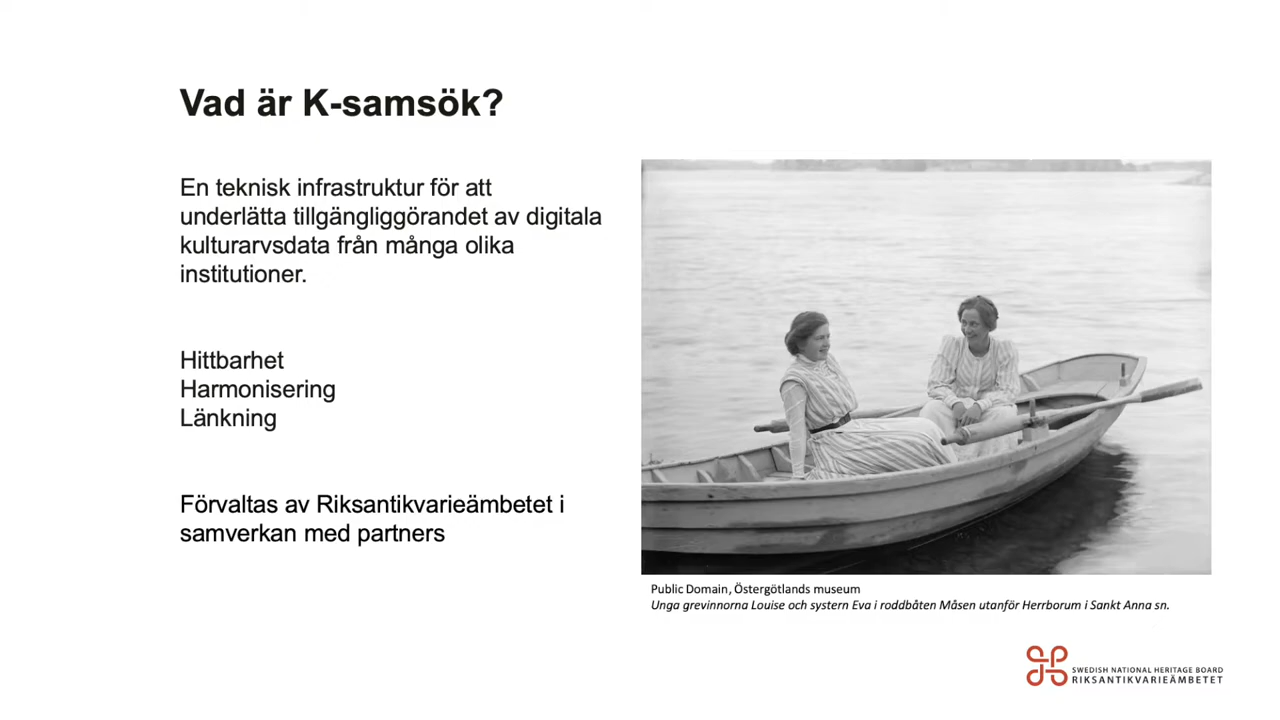 Vad är K-samsök?
En teknisk infrastruktur för att
underlätta tillgängliggörandet av digitala
kulturarvsdata från många olika
institutioner.
Hittbarhet
Harmonisering
Länkning
Förvaltas av Riksantikvarieämbetet i
samverkan med partners
Public Domain, Östergötlands museum
Unga grevinnorna Louise och systern Eva i roddbåten Måsen utanför Herrborum i Sankt Anna sn.
SWEDISH NATIONAL HERITAGE BOARD
RIKSANTIKVARIEÄMBETET